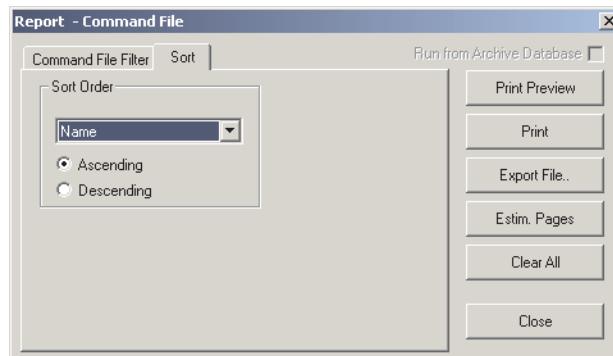 Report - Command File
Run from Archive Database
Command File Filter
Sort
Sort Order
Name
Ascending
Descending
Print Preview
Print
Export File..
Estim. Pages
Clear All
Close